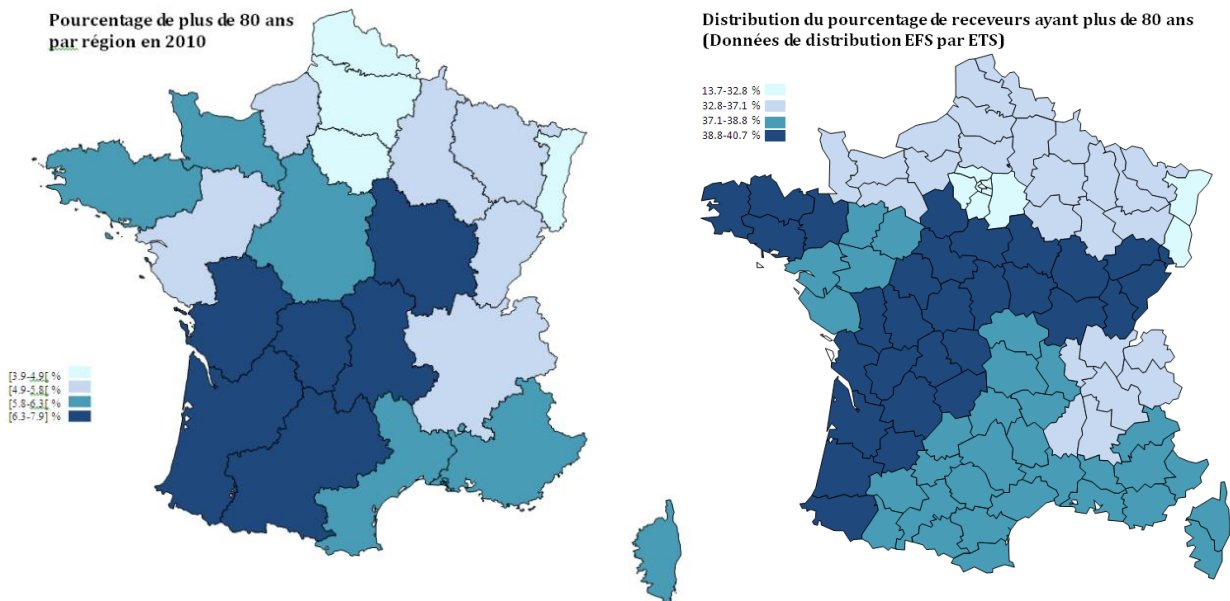 Pourcentage de plus de 80 ans
par région en 2010
[3.9-4.9[ %
[4.9-5.8[ %
[5.8-6.3[ %
[6.3-7.9] %
Distribution du pourcentage de receveurs ayant plus de 80 ans
(Données de distribution EFS par ETS)
13.7-32.8 %
32.8-37.1 %
37.1-38.8 %
38.8-40.7 %